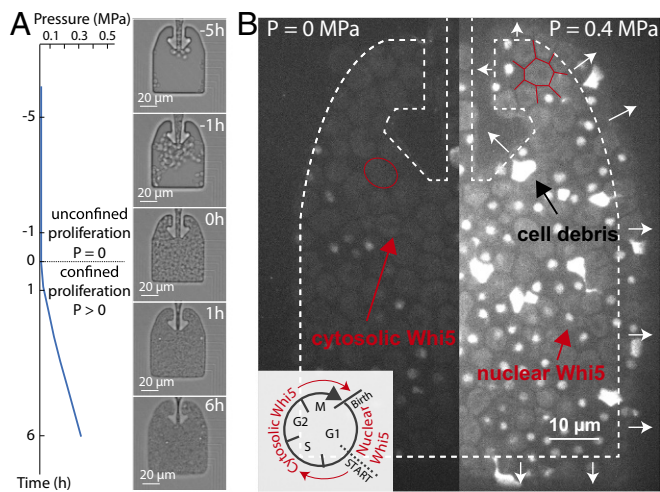 A
Pressure (MPa)
0.1
0.3
0.5
-5
-1
0
1
6
unconfined
proliferation
P = 0
confined
proliferation
P > 0
Time (h)
-5h
20 µm
-1h
20 µm
0h
20 µm
1h
20 µm
6h
20 µm
B
P = 0 MPa
P = 0.4 MPa
cell debris
cytosolic Whi5
nuclear Whi5
10 µm
Cytosolic Whi5
Nuclear
Whi5
Birth
M
G2
G1
S
START